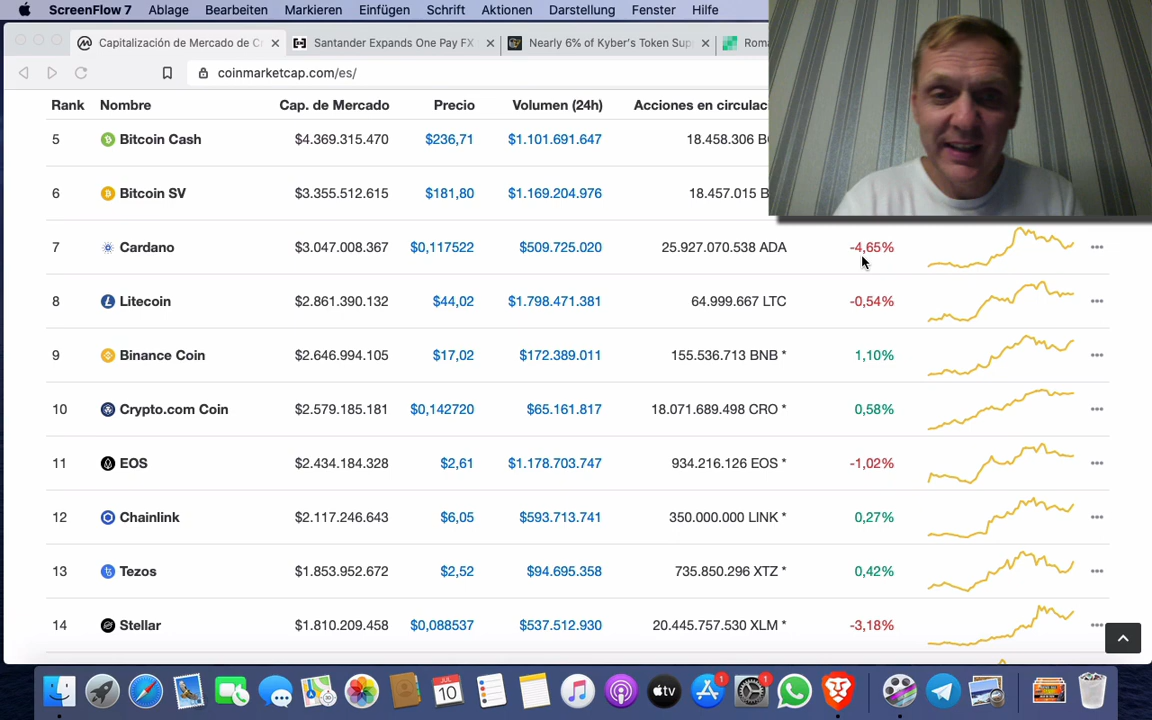 ScreenFlow 7 Ablage Bearbeiten Markieren Einfügen Schrift Aktionen Darstellung Fenster Hilfe
Capitalización de Mercado de C Santander Expands One Pay FX Nearly 6% of Kyber's Token Sup Roma
coinmarketcap.com/es/
Rank Nombre Cap. de Mercado Precio Volumen (24h) Acciones en circulac
5 Bitcoin Cash $4.369.315.470 $236,71 $1.101.691.647 18.458.306 B
6 Bitcoin SV $3.355.512.615 $181,80 $1.169.204.976 18.457.015 B
7 Cardano $3.047.008.367 $0,117522 $509.725.020 25.927.070.538 ADA -4,65%
8 Litecoin $2.861.390.132 $44,02 $1.798.471.381 64.999.667 LTC -0,54%
9 Binance Coin $2.646.994.105 $17,02 $172.389.011 155.536.713 BNB * 1,10%
10 Crypto.com Coin $2.579.185.181 $0,142720 $65.161.817 18.071.689.498 CRO * 0,58%
11 EOS $2.434.184.328 $2,61 $1.178.703.747 934.216.126 EOS * -1,02%
12 Chainlink $2.117.246.643 $6,05 $593.713.741 350.000.000 LINK * 0,27%
13 Tezos $1.853.952.672 $2,52 $94.695.358 735.850.296 XTZ * 0,42%
14 Stellar $1.810.209.458 $0,088537 $537.512.930 20.445.757.530 XLM * -3,18%
JUL
10 tv 1 1